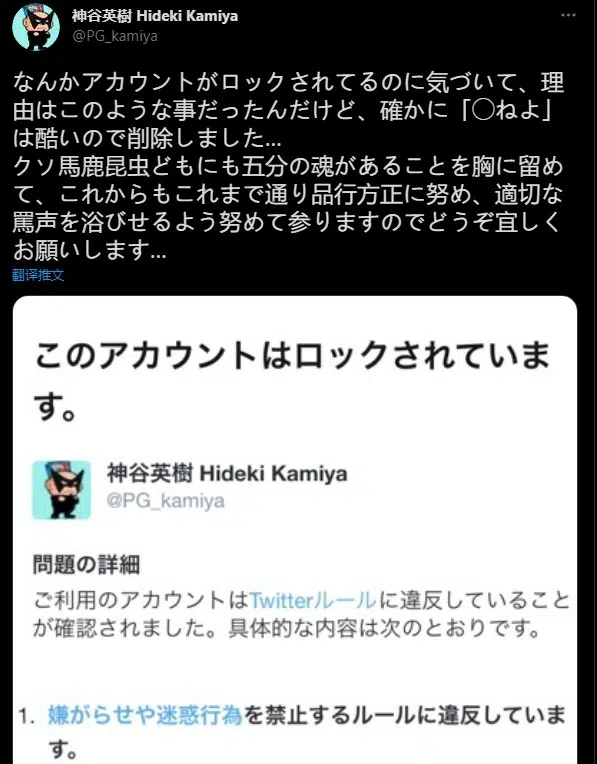 神谷英樹 Hideki Kamiya
@PG_kamiya
なんかアカウントがロックされてるのに気づいて、理
由はこのような事だったんだけど、確かに「◯ねよ」
は酷いので削除しました...
クソ馬鹿昆虫どもにも五分の魂があることを胸に留め
て、これからもこれまで通り品行方正に努め、適切な
罵声を浴びせるよう努めて参りますのでどうぞ宜しく
お願いします...
翻译推文
このアカウントはロックされていま
す。
神谷英樹 Hideki Kamiya
@PG_kamiya
問題の詳細
ご利用のアカウントはTwitterルールに違反していること
が確認されました。具体的な内容は次のとおりです。
1. 嫌がらせや迷惑行為を禁止するルールに違反していま
す。